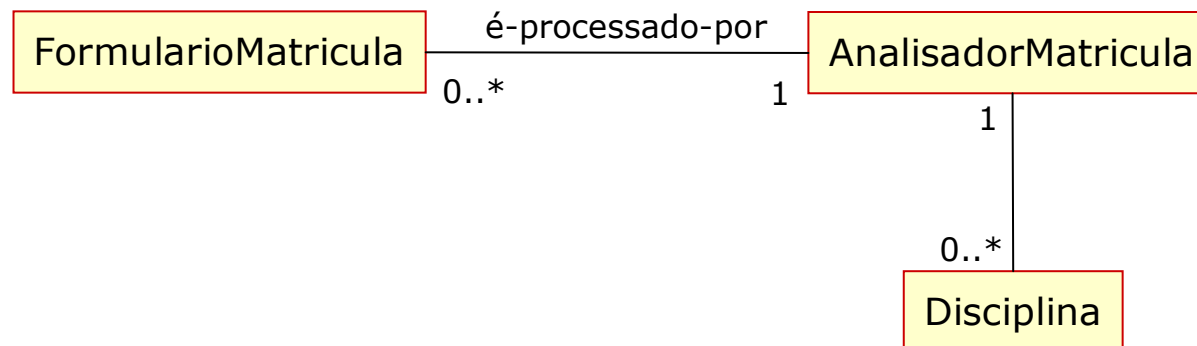 é-processado-por
FormularioMatricula
AnalisadorMatricula
0..*
1
1
0..*
Disciplina